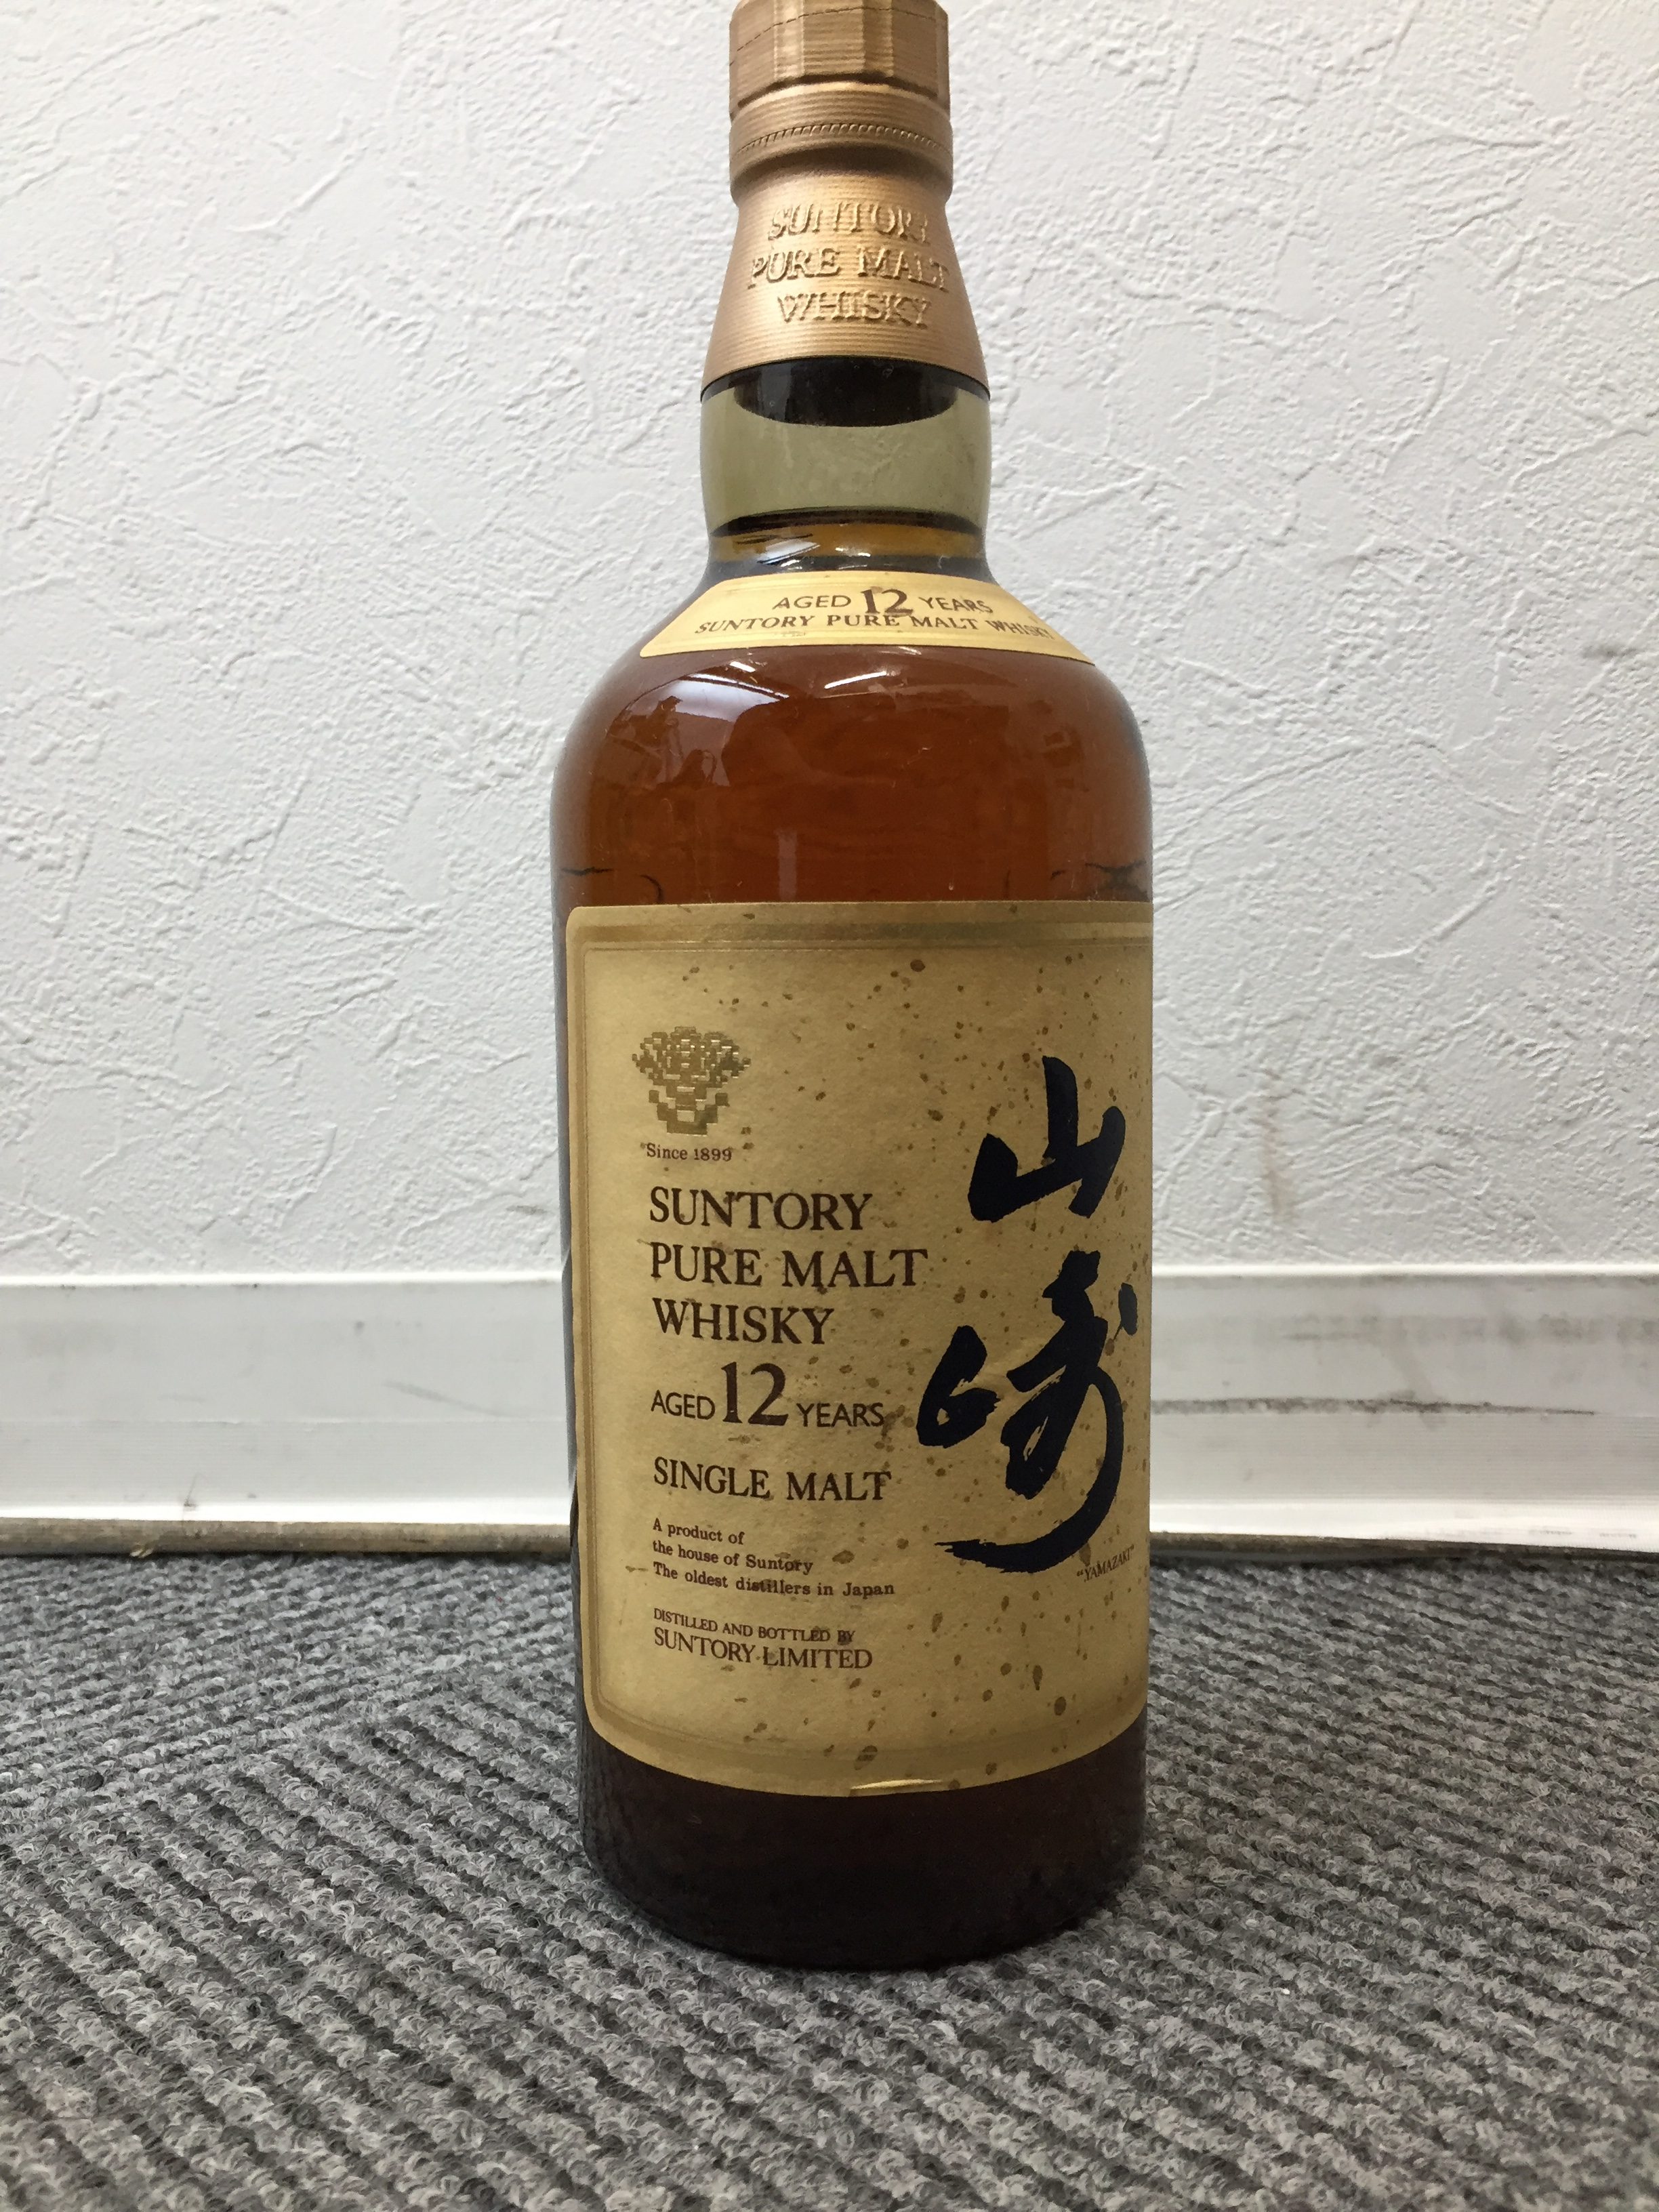 SUNTORY
PURE MALT
WHISKY
AGED 12 YEARS
SUNTORY PURE MALT WHISKY
Since 1899
SUNTORY
PURE MALT
WHISKY
AGED 12 YEARS
SINGLE MALT
A product of
the house of Suntory
The oldest distillers in Japan
DISTILLED AND BOTTLED BY
SUNTORY LIMITED
山崎
"YAMAZAKI"